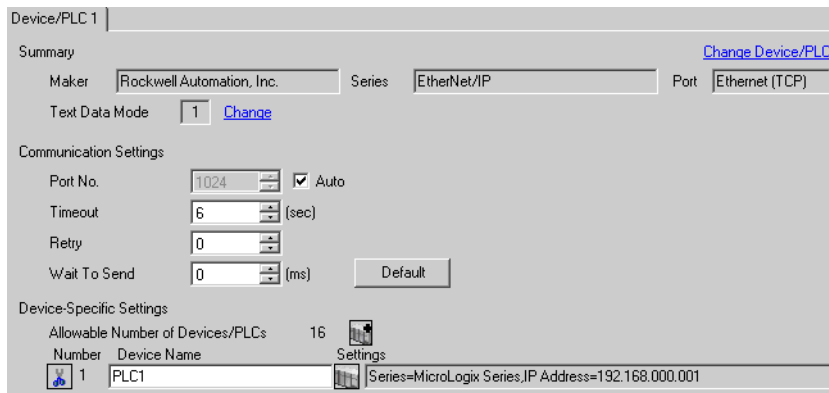 Device/PLC 1
Summary Change Device/PLC
Maker Rockwell Automation, Inc. Series EtherNet/IP Port Ethernet (TCP)
Text Data Mode 1 Change
Communication Settings
Port No. 1024 Auto
Timeout 6 (sec)
Retry 0
Wait To Send 0 (ms) Default
Device-Specific Settings
Allowable Number of Devices/PLCs 16
Number Device Name Settings
1 PLC1 Series=MicroLogix Series,IP Address=192.168.000.001